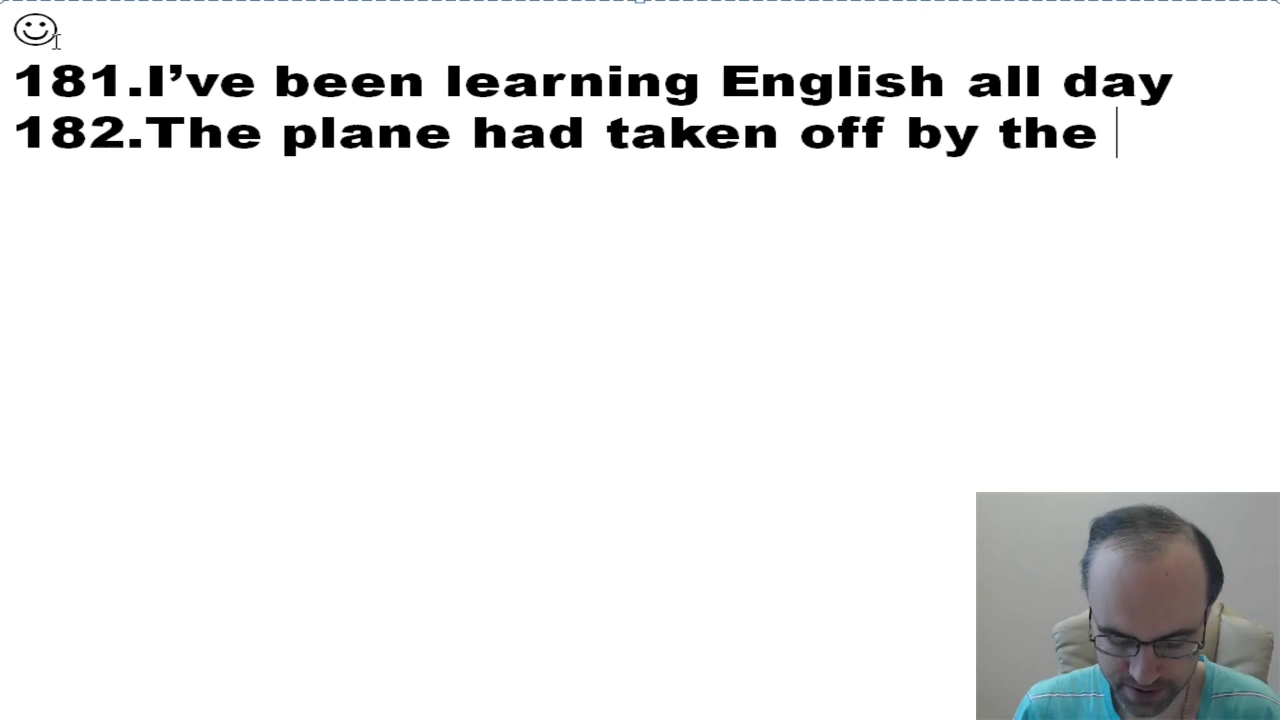 181.I’ve been learning English all day
182.The plane had taken off by the